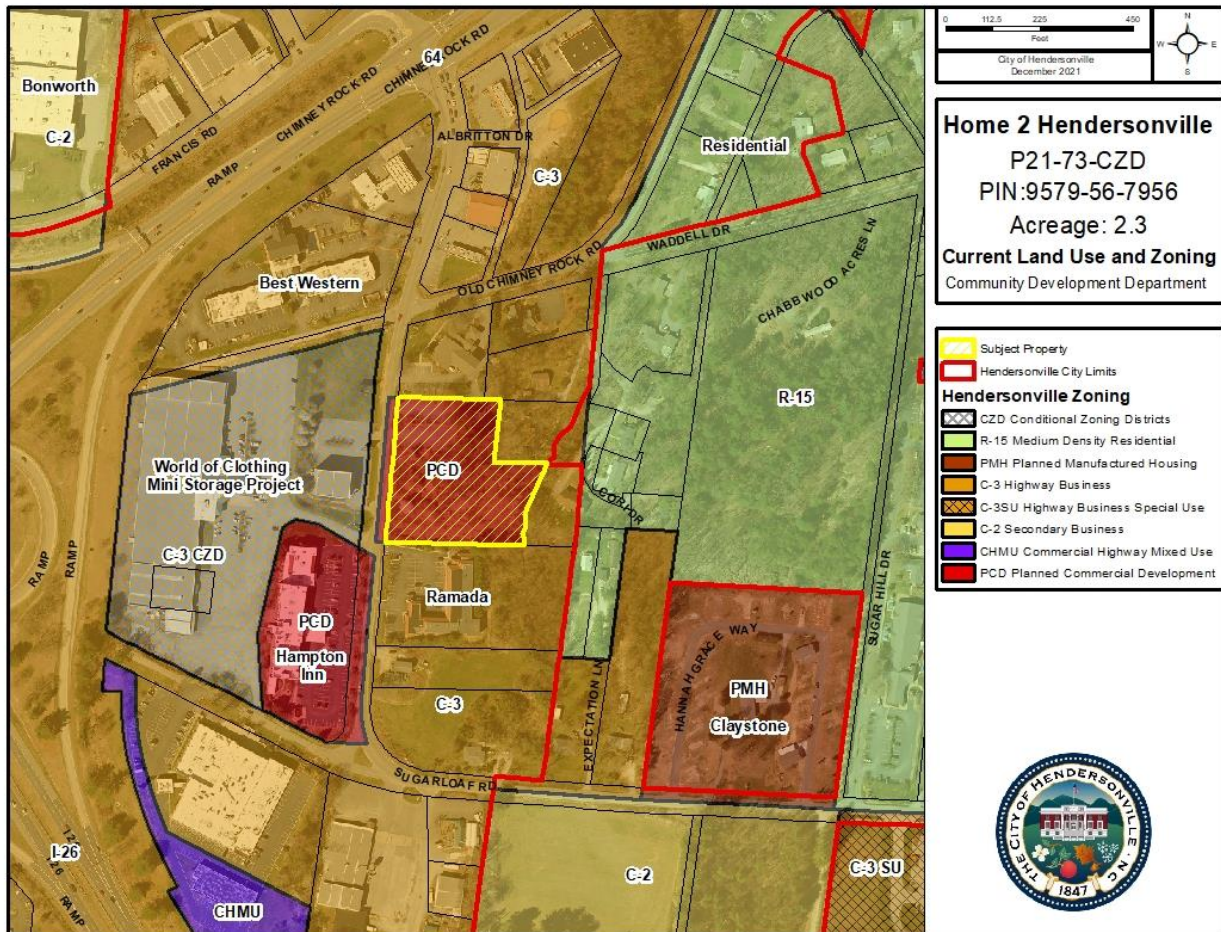 0 112.5 225 450
Feet
City of Hendersonville
December 2021
N
W E
S
Home 2 Hendersonville
P21-73-CZD
PIN:9579-56-7956
Acreage: 2.3
Current Land Use and Zoning
Community Development Department
Subject Property
Hendersonville City Limits
Hendersonville Zoning
CZD Conditional Zoning Districts
R-15 Medium Density Residential
PMH Planned Manufactured Housing
C-3 Highway Business
C-3SU Highway Business Special Use
C-2 Secondary Business
CHMU Commercial Highway Mixed Use
PCD Planned Commercial Development
THE CITY OF HENDERSONVILLE · NC
1847
Bonworth
C-2
FRANCIS RD
CHIMNEY ROCK RD
RAMP
64
CHIMNEY ROCK RD
ALBRITTON DR
C-3
Residential
WADDELL DR
OLD CHIMNEY ROCK RD
CHABBWOOD ACRES LN
Best Western
R-15
PCD
World of Clothing
Mini Storage Project
C-3 CZD
RAMP
RAMP
PCD
Hampton
Inn
Ramada
C-3
SUGAR HILL DR
HANNAH GRACE WAY
PMH
Claystone
EXPECTATION LN
SUGARLOAF RD
I-26
RAMP
CHMU
C-2
C-3 SU